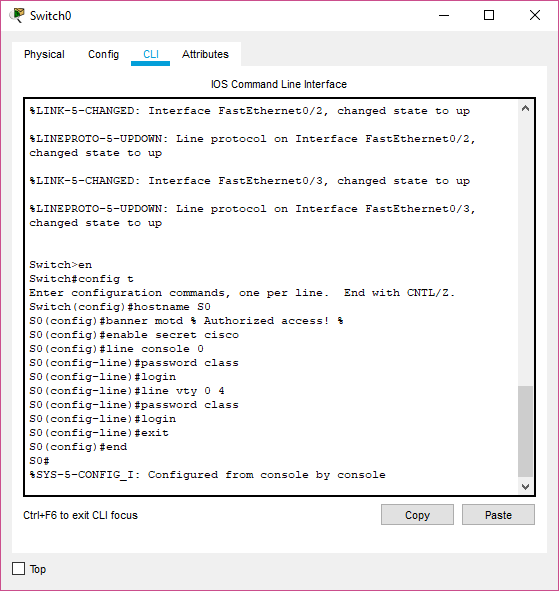 Switch0
Physical Config CLI Attributes
IOS Command Line Interface
%LINK-5-CHANGED: Interface FastEthernet0/2, changed state to up
%LINEPROTO-5-UPDOWN: Line protocol on Interface FastEthernet0/2,
changed state to up
%LINK-5-CHANGED: Interface FastEthernet0/3, changed state to up
%LINEPROTO-5-UPDOWN: Line protocol on Interface FastEthernet0/3,
changed state to up
Switch>en
Switch#config t
Enter configuration commands, one per line.  End with CNTL/Z.
Switch(config)#hostname S0
S0(config)#banner motd % Authorized access! %
S0(config)#enable secret cisco
S0(config)#line console 0
S0(config-line)#password class
S0(config-line)#login
S0(config-line)#line vty 0 4
S0(config-line)#password class
S0(config-line)#login
S0(config-line)#exit
S0(config)#end
S0#
%SYS-5-CONFIG_I: Configured from console by console
Ctrl+F6 to exit CLI focus
Copy Paste
Top